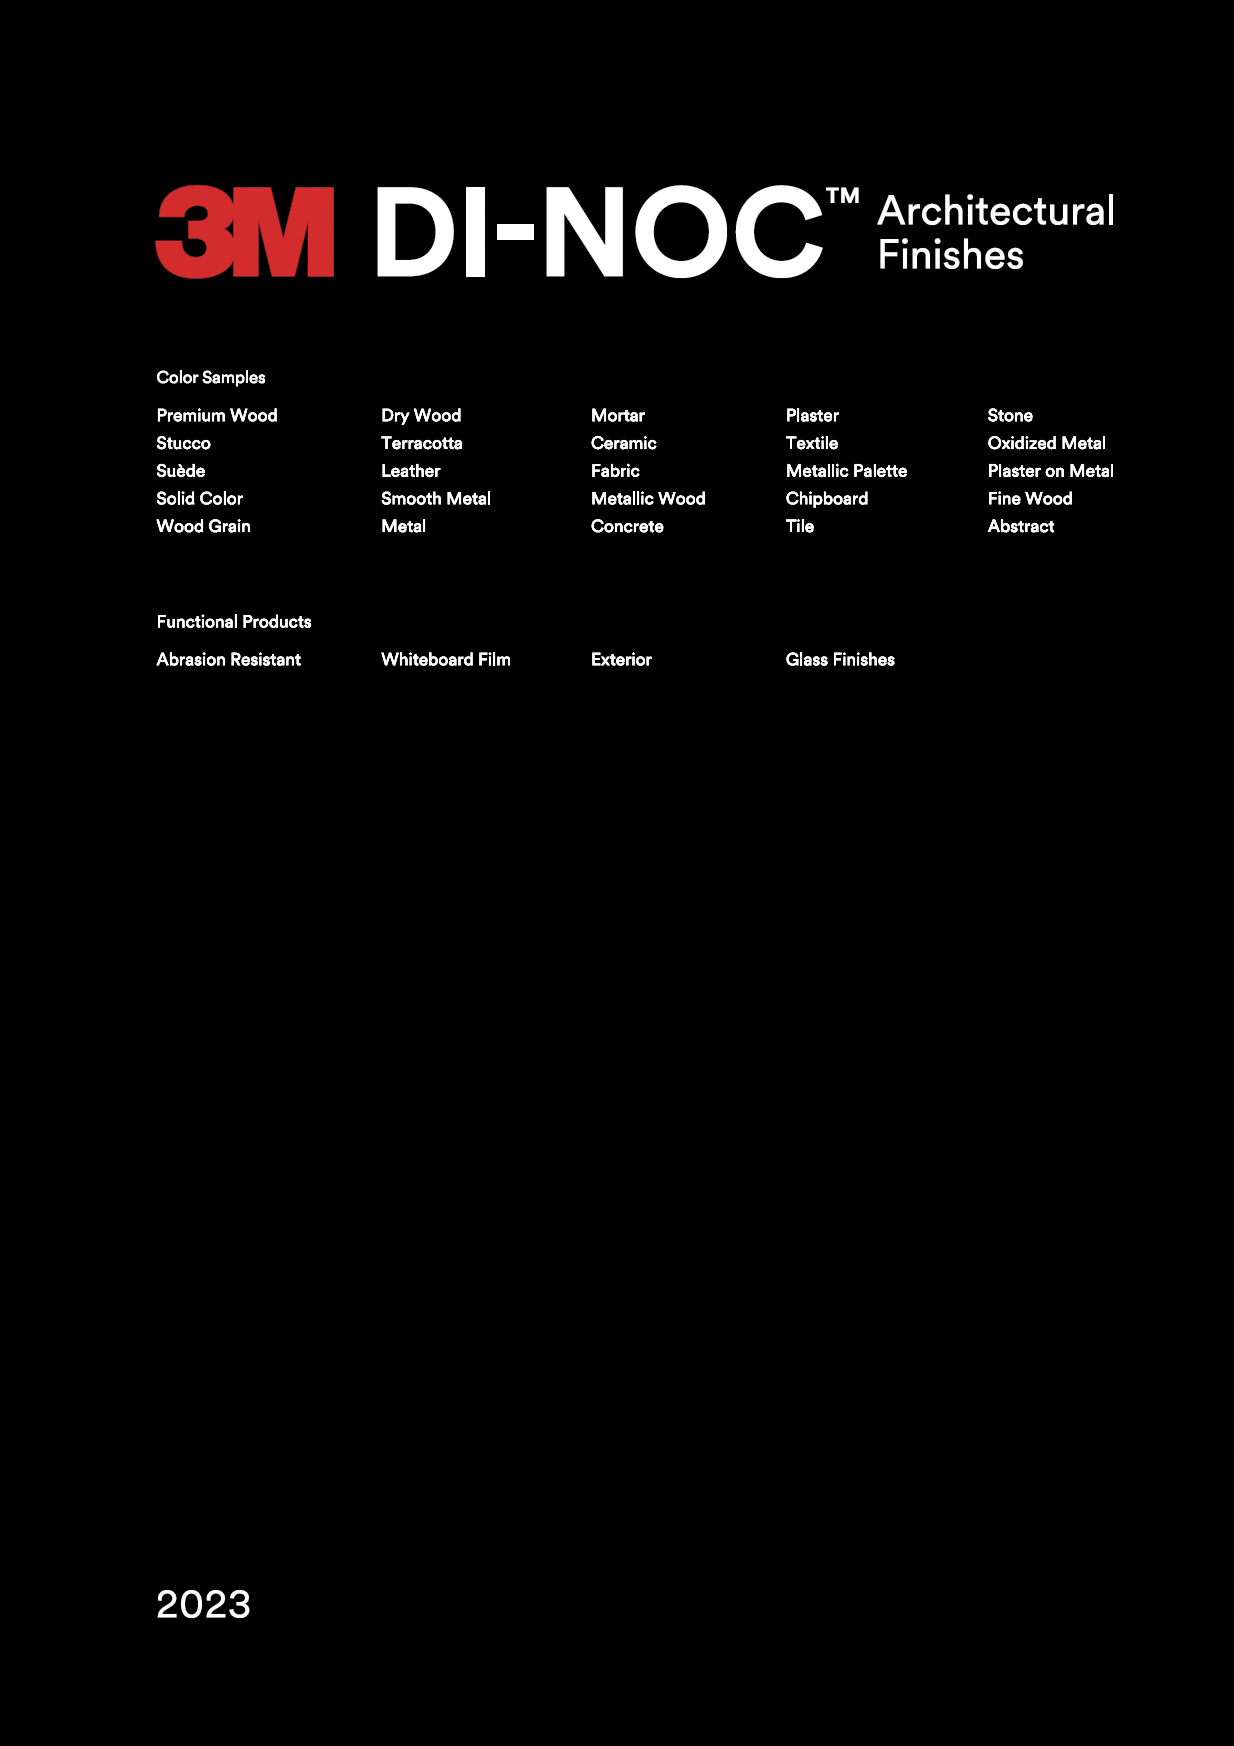 3M DI-NOC™ Architectural
Finishes
Color Samples
Premium Wood Dry Wood Mortar Plaster Stone
Stucco Terracotta Ceramic Textile Oxidized Metal
Suède Leather Fabric Metallic Palette Plaster on Metal
Solid Color Smooth Metal Metallic Wood Chipboard Fine Wood
Wood Grain Metal Concrete Tile Abstract
Functional Products
Abrasion Resistant Whiteboard Film Exterior Glass Finishes
2023